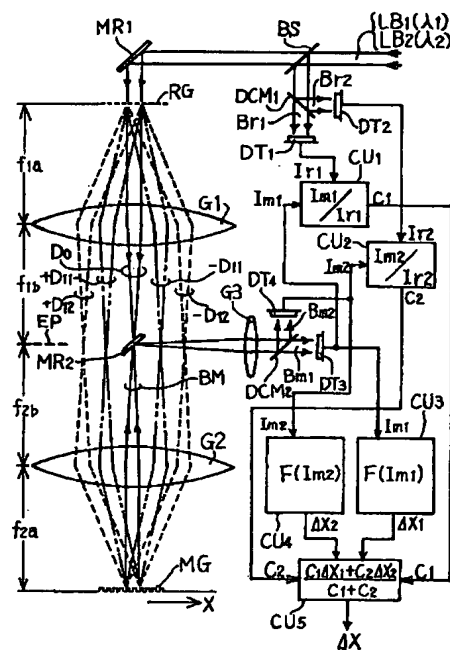 MR1
BS
LB1(λ1)
LB2(λ2)
RG
DCM1
Br2
Br1
DT2
DT1
CU1
f1a
Ir1
Im1
Im1/Ir1
C1
Ir2
G1
CU2
Im2
Im2/Ir2
C2
D0
+D11
-D11
+D12
-D12
f1b
G3
DT4
Bm2
EP
MR2
BM
Bm1
DT3
DCM2
CU3
f2b
Im2
Im1
F(Im2)
F(Im1)
G2
CU4
ΔX2
ΔX1
f2a
MG
C2
C1ΔX1+C2ΔX2
C1+C2
C1
X
CU5
ΔX